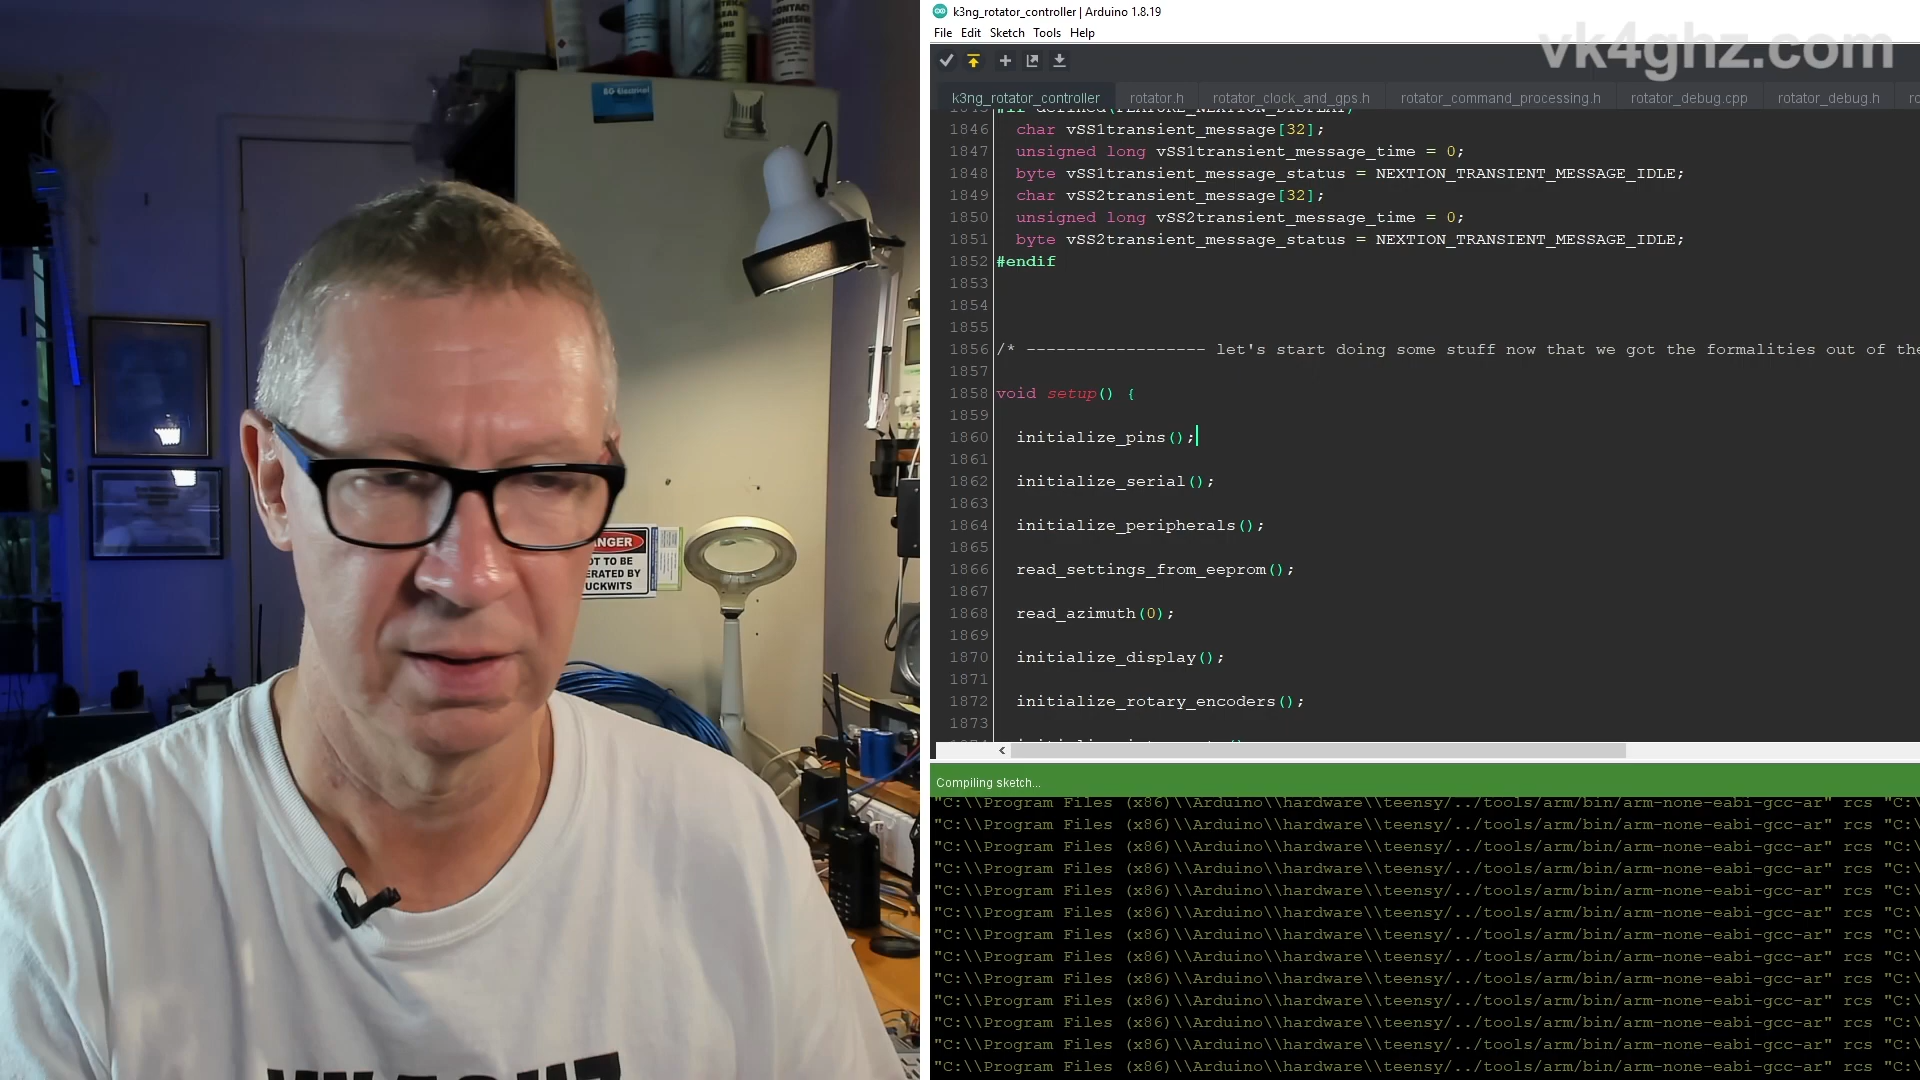 k3ng_rotator_controller | Arduino 1.8.19
File Edit Sketch Tools Help
vk4ghz.com
k3ng_rotator_controller rotator.h rotator_clock_and_gps.h rotator_command_processing.h rotator_debug.cpp rotator_debug.h
1846 char vSS1transient_message[32];
1847 unsigned long vSS1transient_message_time = 0;
1848 byte vSS1transient_message_status = NEXTION_TRANSIENT_MESSAGE_IDLE;
1849 char vSS2transient_message[32];
1850 unsigned long vSS2transient_message_time = 0;
1851 byte vSS2transient_message_status = NEXTION_TRANSIENT_MESSAGE_IDLE;
1852 #endif
1853
1854
1855
1856 /* ------------------ let's start doing some stuff now that we got the formalities out of the
1857
1858 void setup() {
1859
1860 initialize_pins();
1861
1862 initialize_serial();
1863
1864 initialize_peripherals();
1865
1866 read_settings_from_eeprom();
1867
1868 read_azimuth(0);
1869
1870 initialize_display();
1871
1872 initialize_rotary_encoders();
1873
Compiling sketch...
"C:\\Program Files (x86)\\Arduino\\hardware\\teensy/../tools/arm/bin/arm-none-eabi-gcc-ar" rcs "C:\
"C:\\Program Files (x86)\\Arduino\\hardware\\teensy/../tools/arm/bin/arm-none-eabi-gcc-ar" rcs "C:\
"C:\\Program Files (x86)\\Arduino\\hardware\\teensy/../tools/arm/bin/arm-none-eabi-gcc-ar" rcs "C:\
"C:\\Program Files (x86)\\Arduino\\hardware\\teensy/../tools/arm/bin/arm-none-eabi-gcc-ar" rcs "C:\
"C:\\Program Files (x86)\\Arduino\\hardware\\teensy/../tools/arm/bin/arm-none-eabi-gcc-ar" rcs "C:\
"C:\\Program Files (x86)\\Arduino\\hardware\\teensy/../tools/arm/bin/arm-none-eabi-gcc-ar" rcs "C:\
"C:\\Program Files (x86)\\Arduino\\hardware\\teensy/../tools/arm/bin/arm-none-eabi-gcc-ar" rcs "C:\
"C:\\Program Files (x86)\\Arduino\\hardware\\teensy/../tools/arm/bin/arm-none-eabi-gcc-ar" rcs "C:\
"C:\\Program Files (x86)\\Arduino\\hardware\\teensy/../tools/arm/bin/arm-none-eabi-gcc-ar" rcs "C:\
"C:\\Program Files (x86)\\Arduino\\hardware\\teensy/../tools/arm/bin/arm-none-eabi-gcc-ar" rcs "C:\
"C:\\Program Files (x86)\\Arduino\\hardware\\teensy/../tools/arm/bin/arm-none-eabi-gcc-ar" rcs "C:\
"C:\\Program Files (x86)\\Arduino\\hardware\\teensy/../tools/arm/bin/arm-none-eabi-gcc-ar" rcs "C:\
"C:\\Program Files (x86)\\Arduino\\hardware\\teensy/../tools/arm/bin/arm-none-eabi-gcc-ar" rcs "C:\
CONTACT
ADHESIVE
BG Electrical
NGER
OT TO BE
ERATED BY
UCKWITS